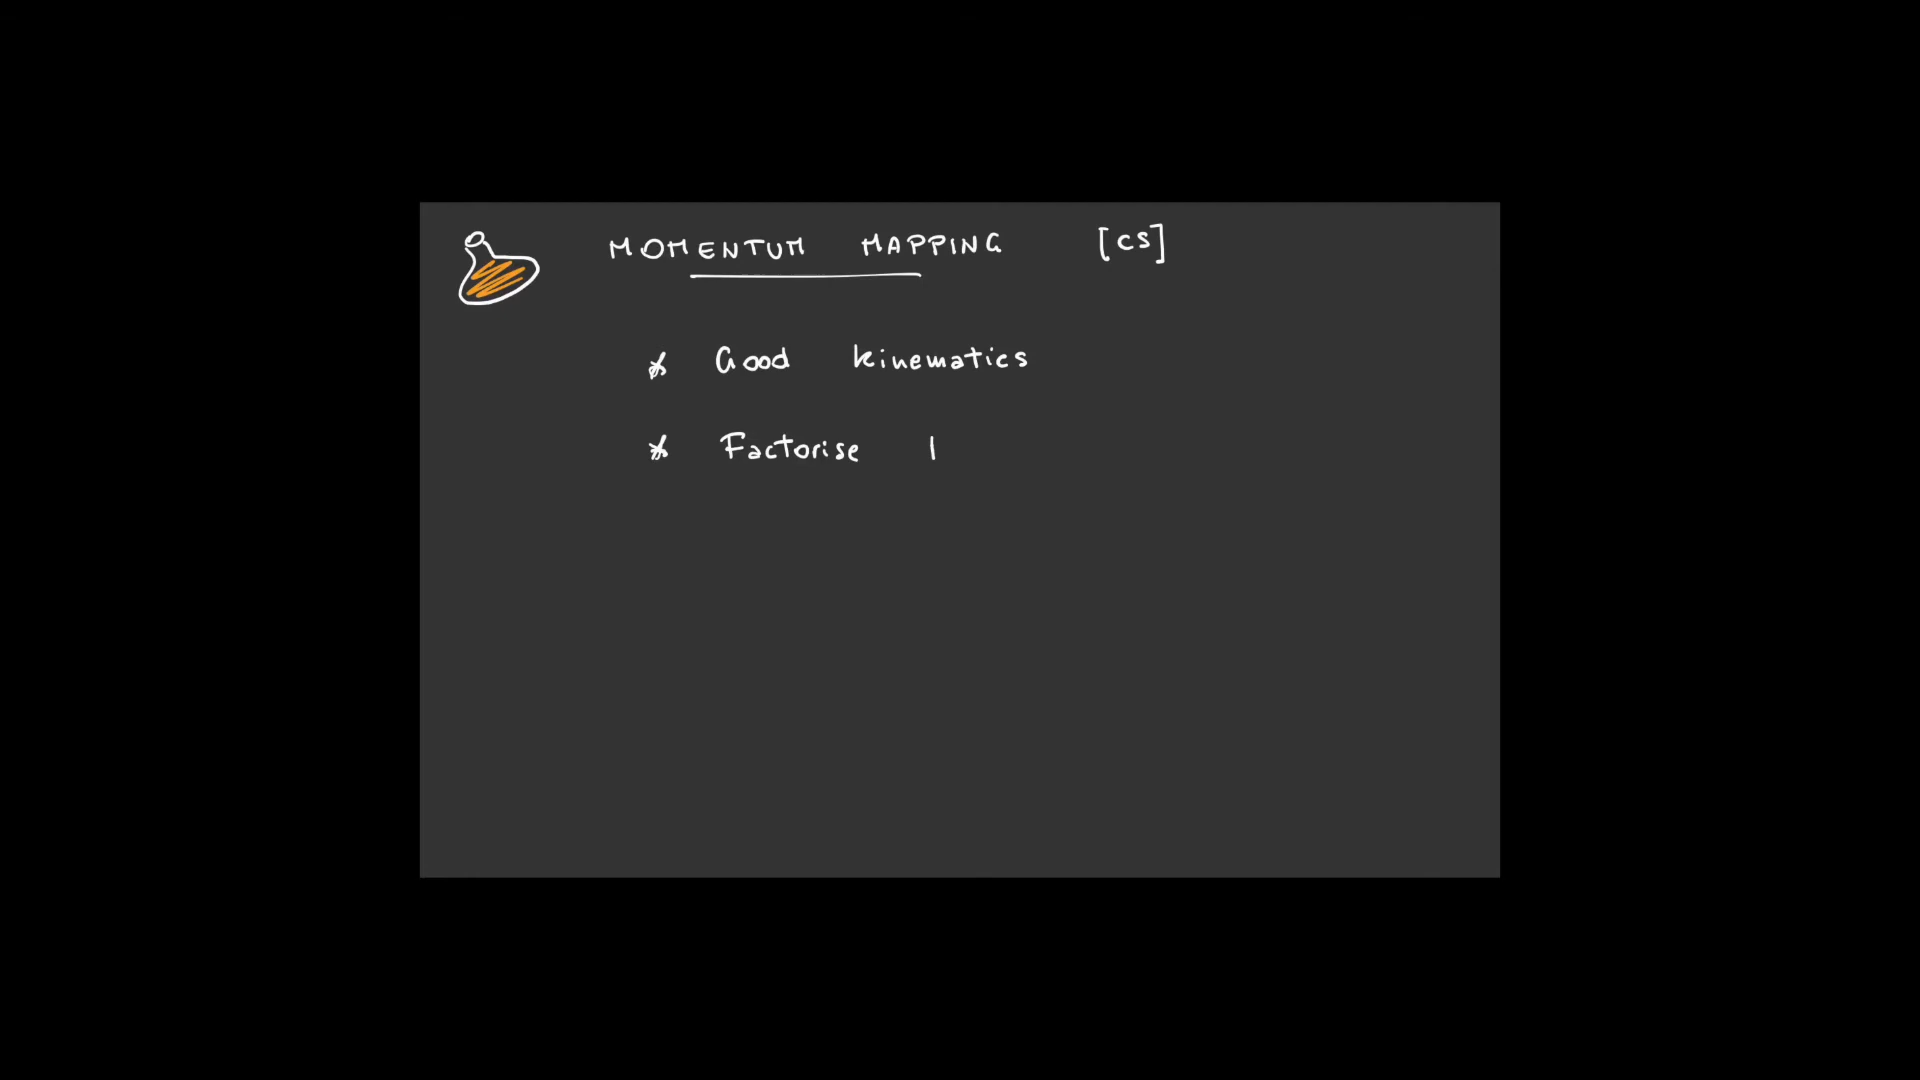 MOMENTUM MAPPING [CS]
* Good kinematics
* Factorise |